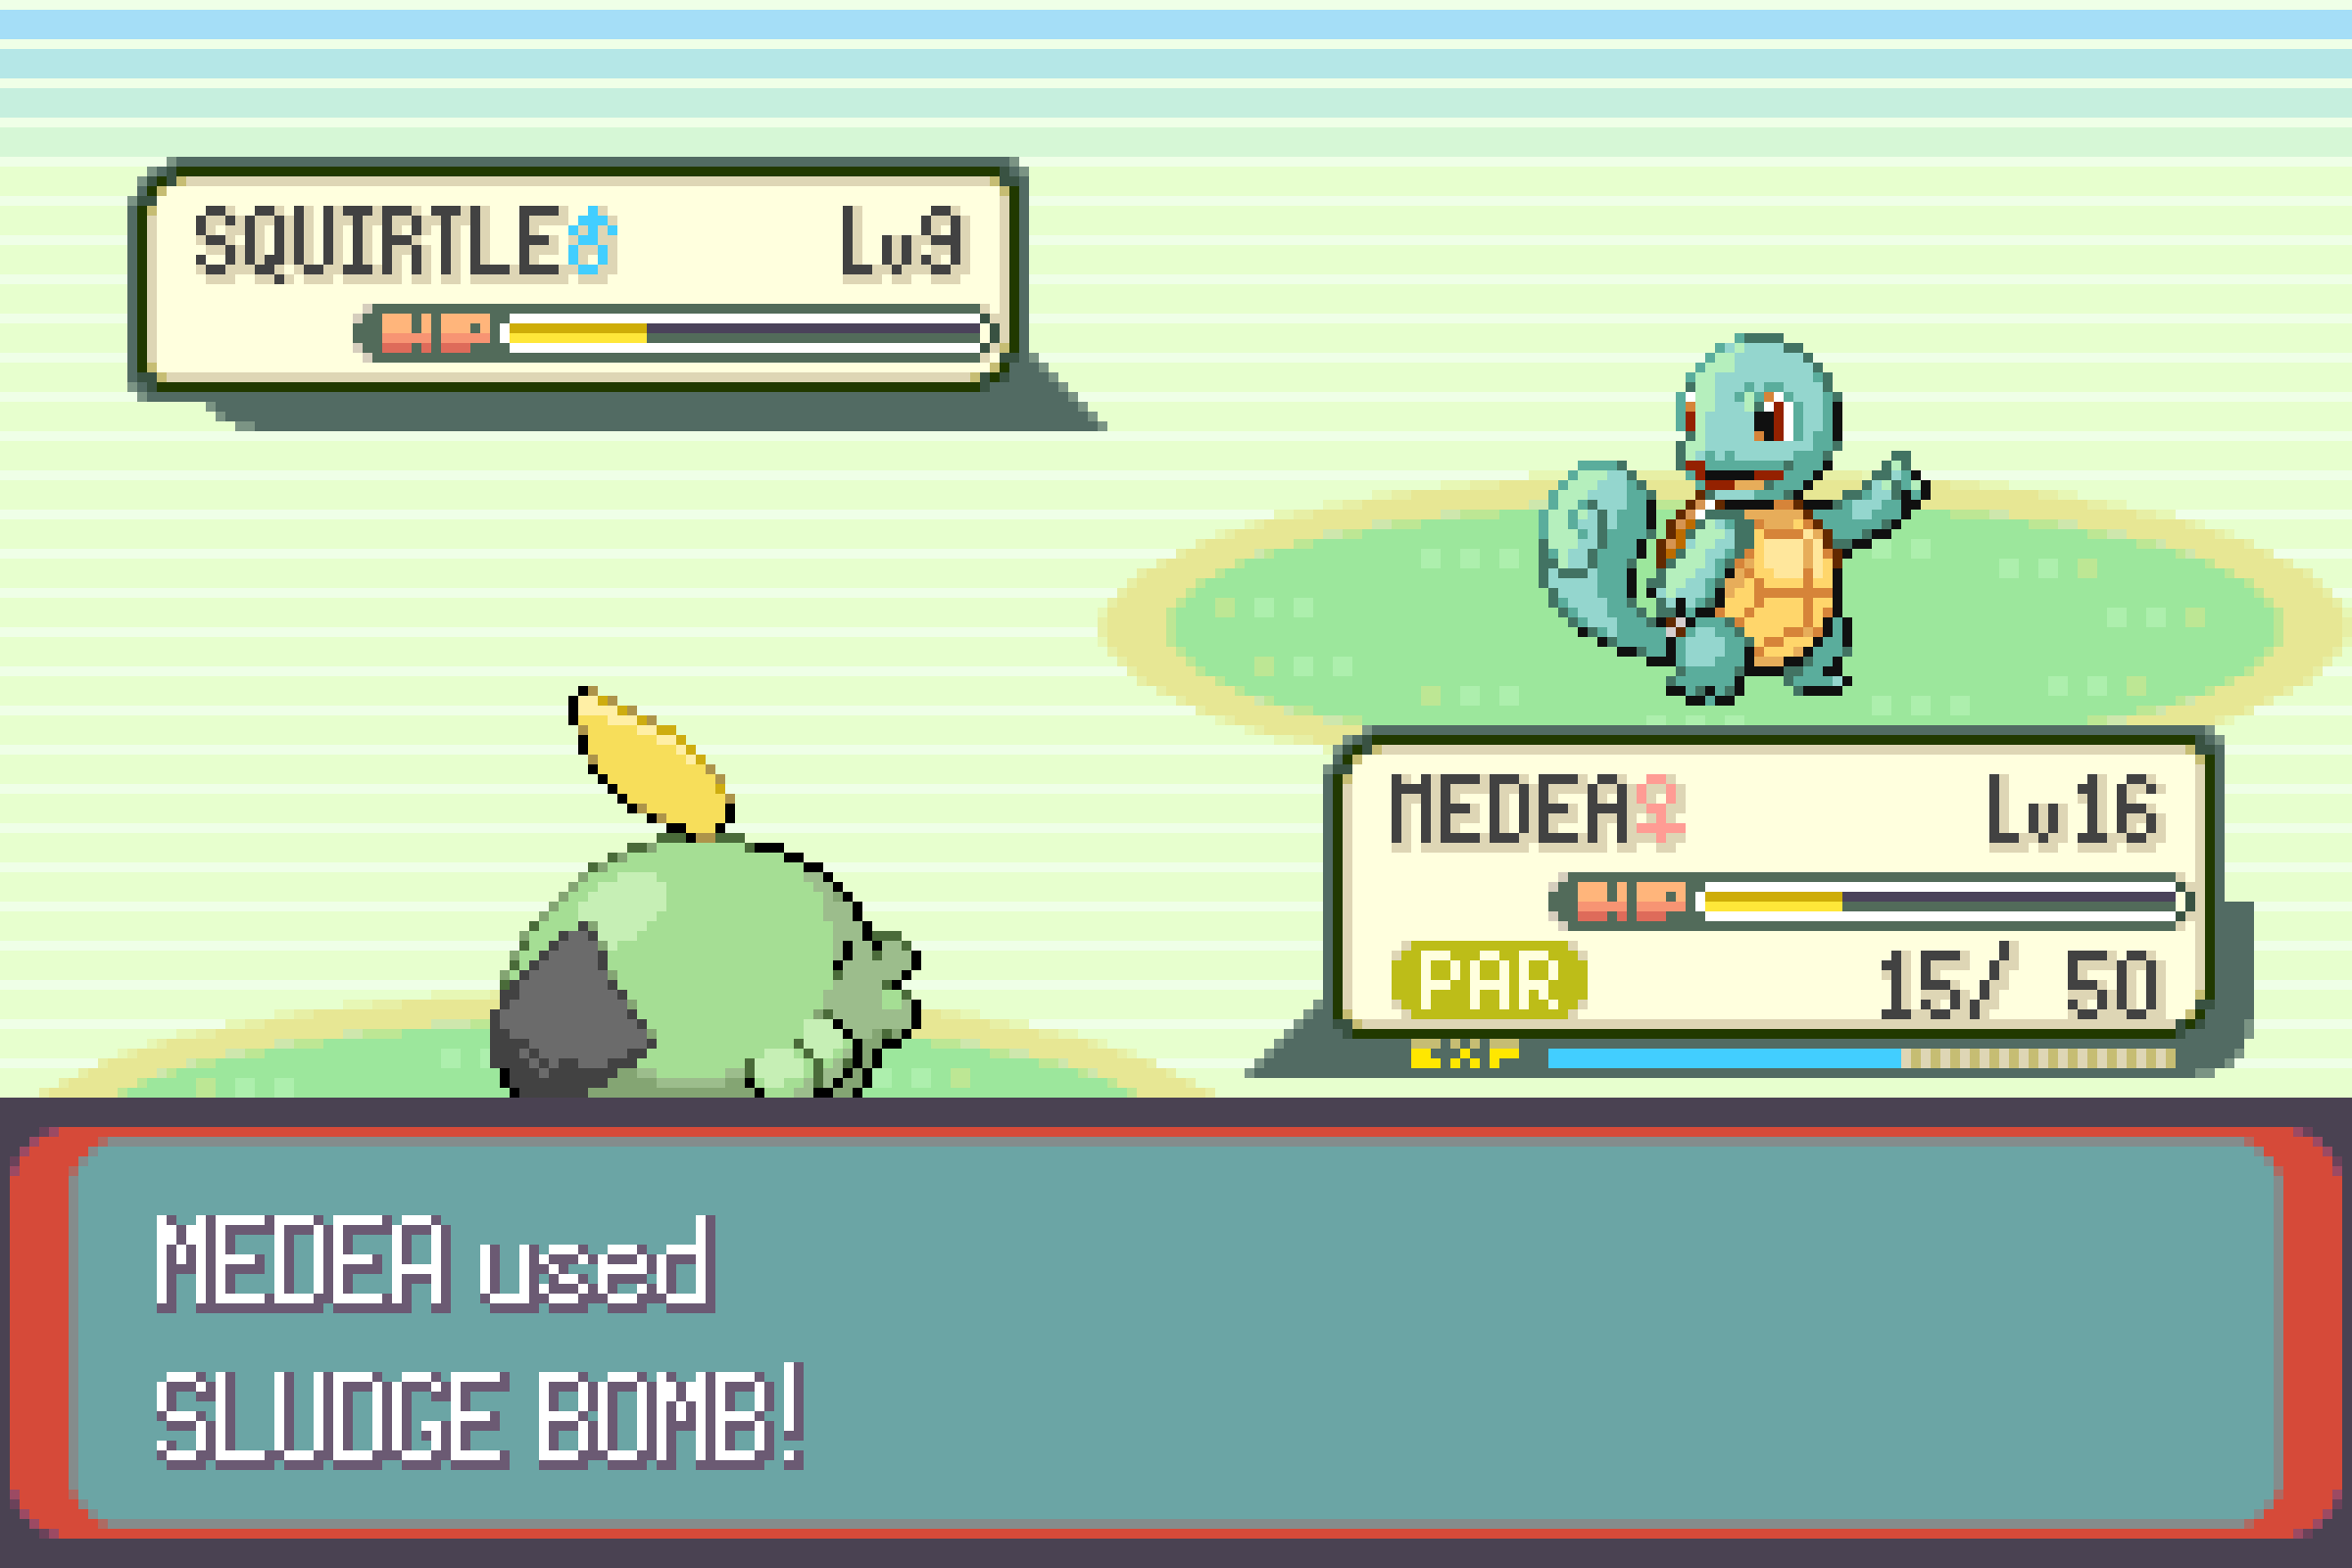 SQUIRTLE♂ Lv9
HP
MEDEA♀ Lv16
HP
PAR 15/ 50
EXP
MEDEA used
SLUDGE BOMB!